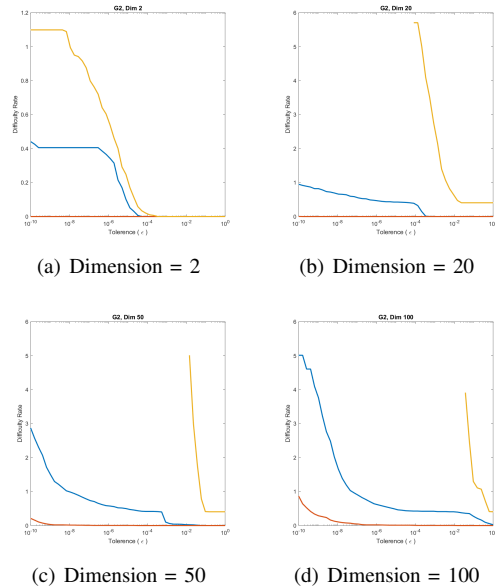 G2, Dim 2
1.2
1
0.8
0.6
0.4
0.2
0
Difficulty Rate
10^-10 10^-8 10^-6 10^-4 10^-2 10^0
Tolerence ( ε )
(a) Dimension = 2
G2, Dim 20
6
5
4
3
2
1
0
Difficulty Rate
10^-10 10^-8 10^-6 10^-4 10^-2 10^0
Tolerence ( ε )
(b) Dimension = 20
G2, Dim 50
6
5
4
3
2
1
0
Difficulty Rate
10^-10 10^-8 10^-6 10^-4 10^-2 10^0
Tolerence ( ε )
(c) Dimension = 50
G2, Dim 100
6
5
4
3
2
1
0
Difficulty Rate
10^-10 10^-8 10^-6 10^-4 10^-2 10^0
Tolerence ( ε )
(d) Dimension = 100